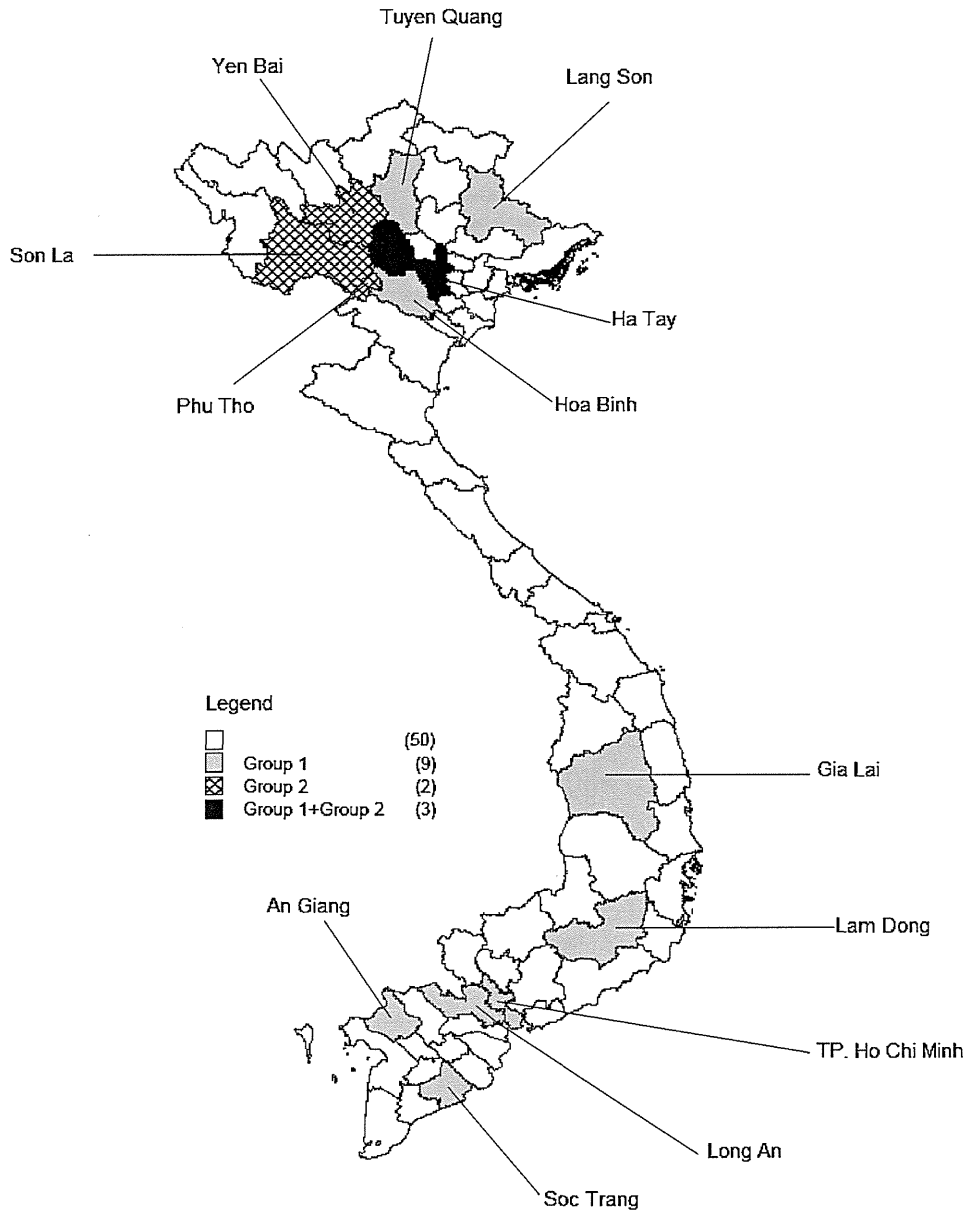 Tuyen Quang
Yen Bai
Lang Son
Son La
Ha Tay
Phu Tho
Hoa Binh
Legend
(50)
Group 1 (9)
Group 2 (2)
Group 1+Group 2 (3)
Gia Lai
An Giang
Lam Dong
TP. Ho Chi Minh
Long An
Soc Trang